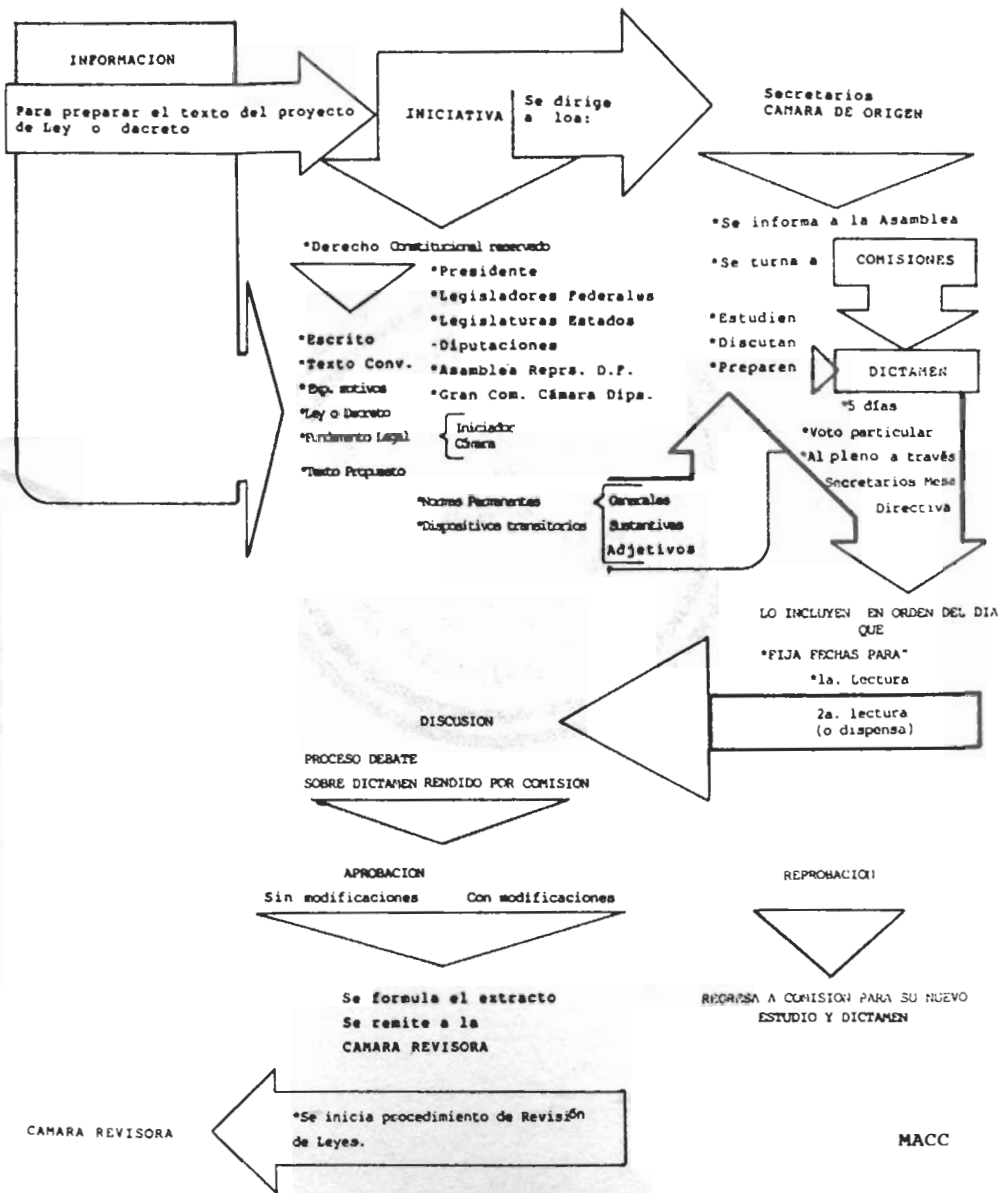 INFORMACION
Para preparar el texto del proyecto
de Ley o dacreto
INICIATIVA
Se dirige
a loa:
Secretarios
CAMARA DE ORIGEN
*Se informa a la Asamblea
*Se turna a
COMISIONES
*Estudien
*Discutan
*Preparen
DICTAMEN
*5 días
*Voto particular
*Al pleno a través
Secretarios Mesa
Directiva
*Derecho Constitucional reservado
*Presidente
*Legisladores Federales
*Legislaturas Estados
-Diputaciones
*Asamblea Reprs. D.F.
*Gran Com. Cámara Dips.
*Escrito
*Texto Conv.
*Exp. motivos
*Ley o Decreto
*Fundamento Legal
Iniciador
Cámara
*Texto Propuesto
*Normas Permanentes
*Dispositivos transitorios
Generales
Sustantivas
Adjetivos
LO INCLUYEN EN ORDEN DEL DIA
QUE
*FIJA FECHAS PARA"
*1a. Lectura
2a. lectura
(o dispensa)
DISCUSION
PROCESO DEBATE
SOBRE DICTAMEN RENDIDO POR COMISION
APROBACION
Sin modificaciones Con modificaciones
REPROBACION
Se formula el extracto
Se remite a la
CAMARA REVISORA
REGRESA A COMISION PARA SU NUEVO
ESTUDIO Y DICTAMEN
*Se inicia procedimiento de Revisión
de Leyes.
CAMARA REVISORA
MACC